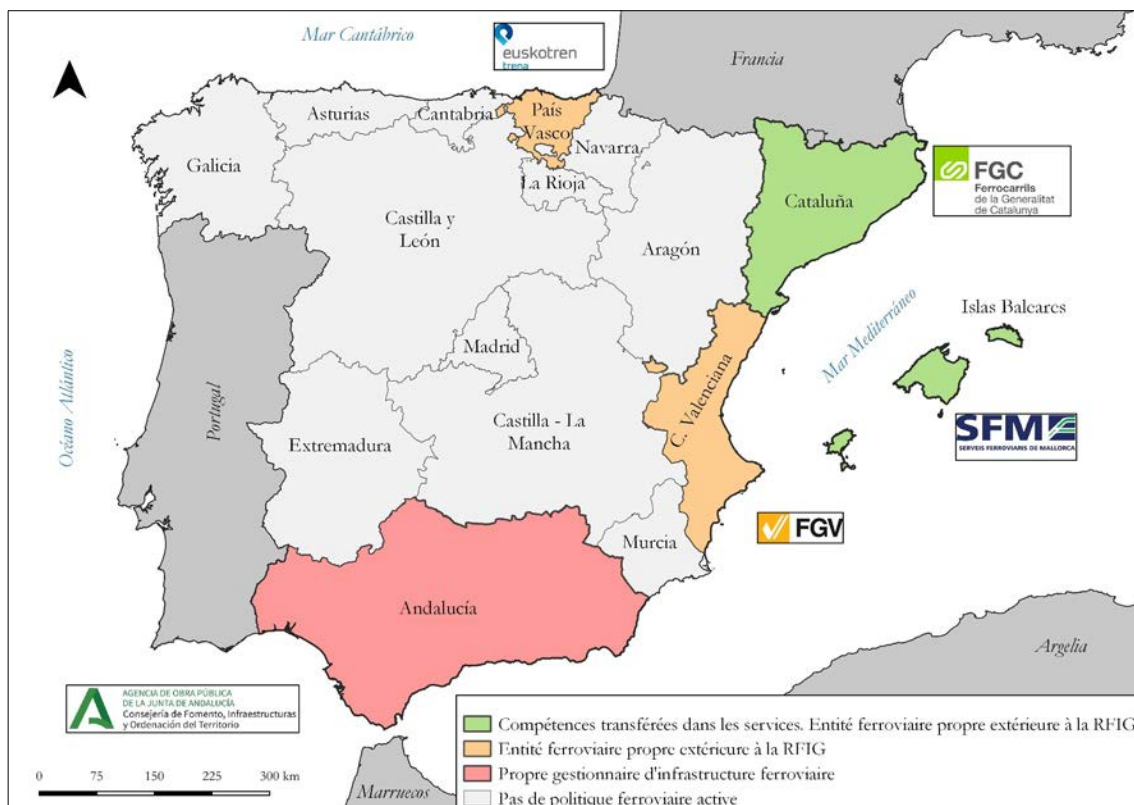 Mar Cantábrico
euskotren
trena
Francia
Asturias
Cantabria
País
Vasco
Navarra
Galicia
La Rioja
FGC
Ferrocarrils
de la Generalitat
de Catalunya
Cataluña
Castilla y
León
Aragón
Islas Baleares
Mar Mediterráneo
Madrid
Océano Atlántico
Portugal
C. Valenciana
Castilla - La
Mancha
SFM
SERVEIS FERROVIARIS DE MALLORCA
Extremadura
FGV
Murcia
Andalucía
Argelia
AGENCIA DE OBRA PÚBLICA
DE LA JUNTA DE ANDALUCÍA
Consejería de Fomento, Infraestructuras
y Ordenación del Territorio
Compétences transférées dans les services. Entité ferroviaire propre extérieure à la RFIG
Entité ferroviaire propre extérieure à la RFIG
Propre gestionnaire d'infrastructure ferroviaire
Pas de politique ferroviaire active
0 75 150 225 300 km
Marruecos